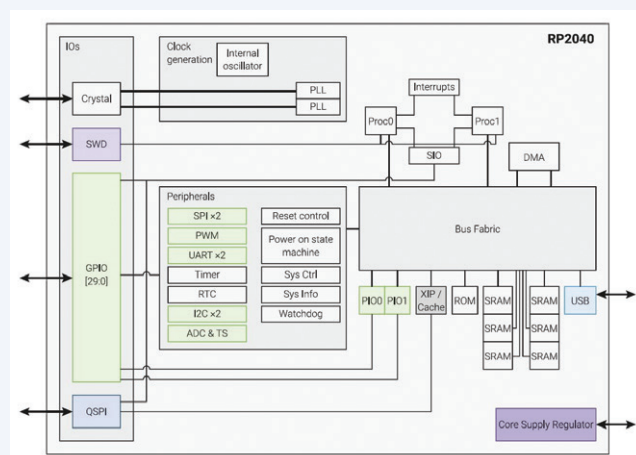 RP2040
IOs
Clock
generation
Internal
oscillator
Crystal
PLL
PLL
Interrupts
Proc0
Proc1
SWD
SIO
DMA
Peripherals
SPI ×2
PWM
UART ×2
Timer
RTC
I2C ×2
ADC & TS
Reset control
Power on state
machine
Sys Ctrl
Sys Info
Watchdog
Bus Fabric
GPIO
[29:0]
PIO0
PIO1
XIP /
Cache
ROM
SRAM
SRAM
SRAM
SRAM
SRAM
SRAM
USB
QSPI
Core Supply Regulator